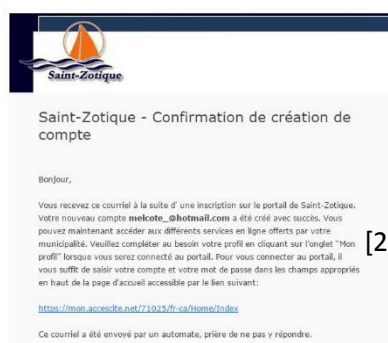 Saint-Zotique
Saint-Zotique - Confirmation de création de
compte
Bonjour,
Vous recevez ce courriel à la suite d' une inscription sur le portail de Saint-Zotique.
Votre nouveau compte melcote_@hotmail.com a été créé avec succès. Vous
pouvez maintenant accéder aux différents services en ligne offerts par votre
municipalité. Veuillez compléter au besoin votre profil en cliquant sur l'onglet "Mon
profil" lorsque vous serez connecté au portail. Pour vous connecter au portail, il
vous suffit de saisir votre compte et votre mot de passe dans les champs appropriés
en haut de la page d'accueil accessible par le lien suivant:
[2
https://mon.accescite.net/71025/fr-ca/Home/Index
Ce courriel a été envoyé par un automate, prière de ne pas y répondre.